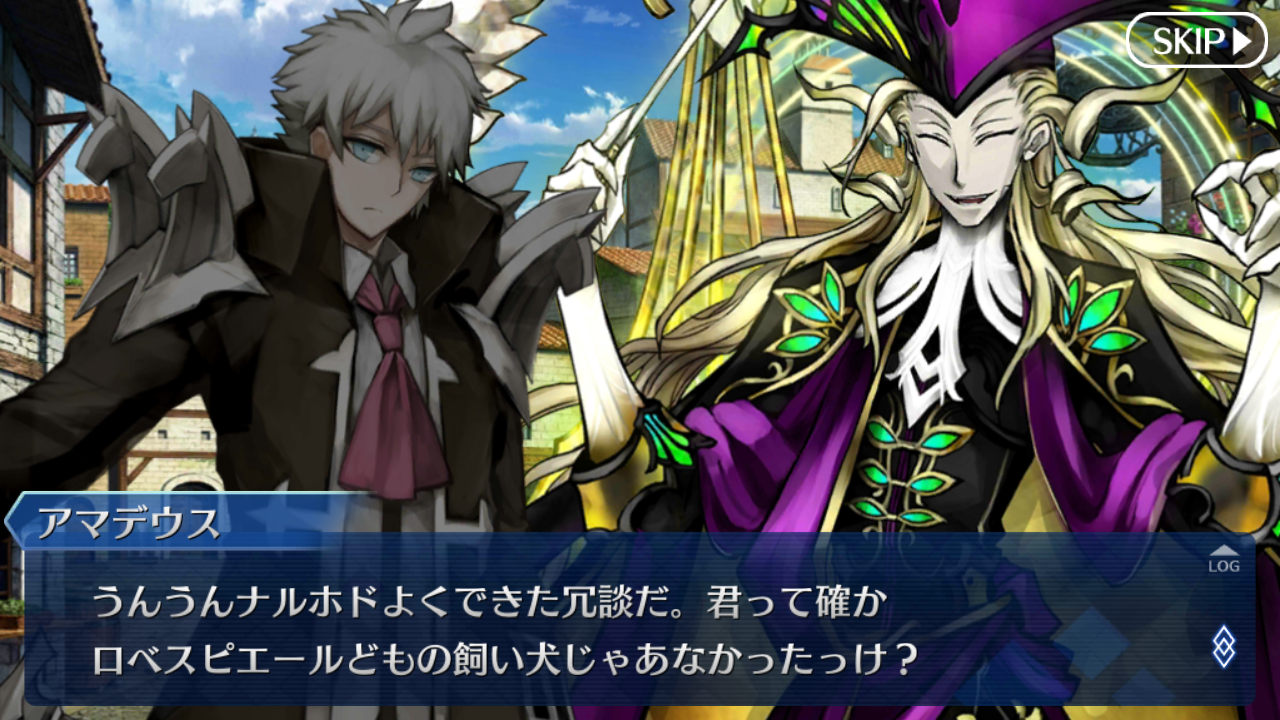 SKIP
アマデウス
うんうんナルホドよくできた冗談だ。君って確か
ロベスピエールどもの飼い犬じゃあなかったっけ？
LOG